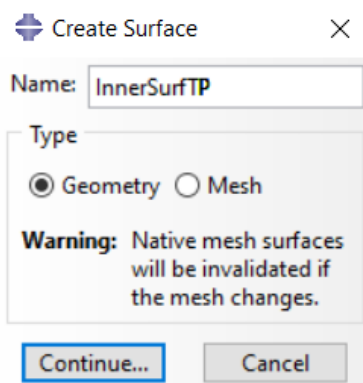 Create Surface
Name: InnerSurfTP
Type
Geometry Mesh
Warning: Native mesh surfaces
will be invalidated if
the mesh changes.
Continue... Cancel